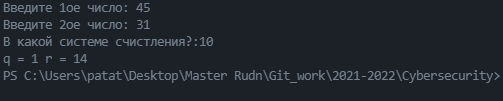 Введите 1ое число: 45
Введите 2ое число: 31
В какой системе счистления?:10
q = 1 r = 14
PS C:\Users\patat\Desktop\Master Rudn\Git_work\2021-2022\Cybersecurity>